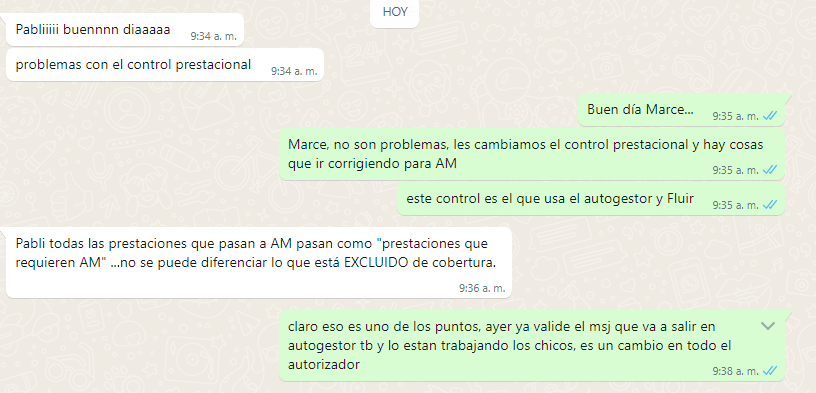 HOY
Pabliiiii buennnn diaaaaa
9:34 a. m.
problemas con el control prestacional
9:34 a. m.
Buen día Marce...
9:35 a. m.
Marce, no son problemas, les cambiamos el control prestacional y hay cosas
que ir corrigiendo para AM
9:35 a. m.
este control es el que usa el autogestor y Fluir
9:35 a. m.
Pabli todas las prestaciones que pasan a AM pasan como "prestaciones que
requieren AM" ...no se puede diferenciar lo que está EXCLUIDO de cobertura.
9:36 a. m.
claro eso es uno de los puntos, ayer ya valide el msj que va a salir en
autogestor tb y lo estan trabajando los chicos, es un cambio en todo el
autorizador
9:38 a. m.